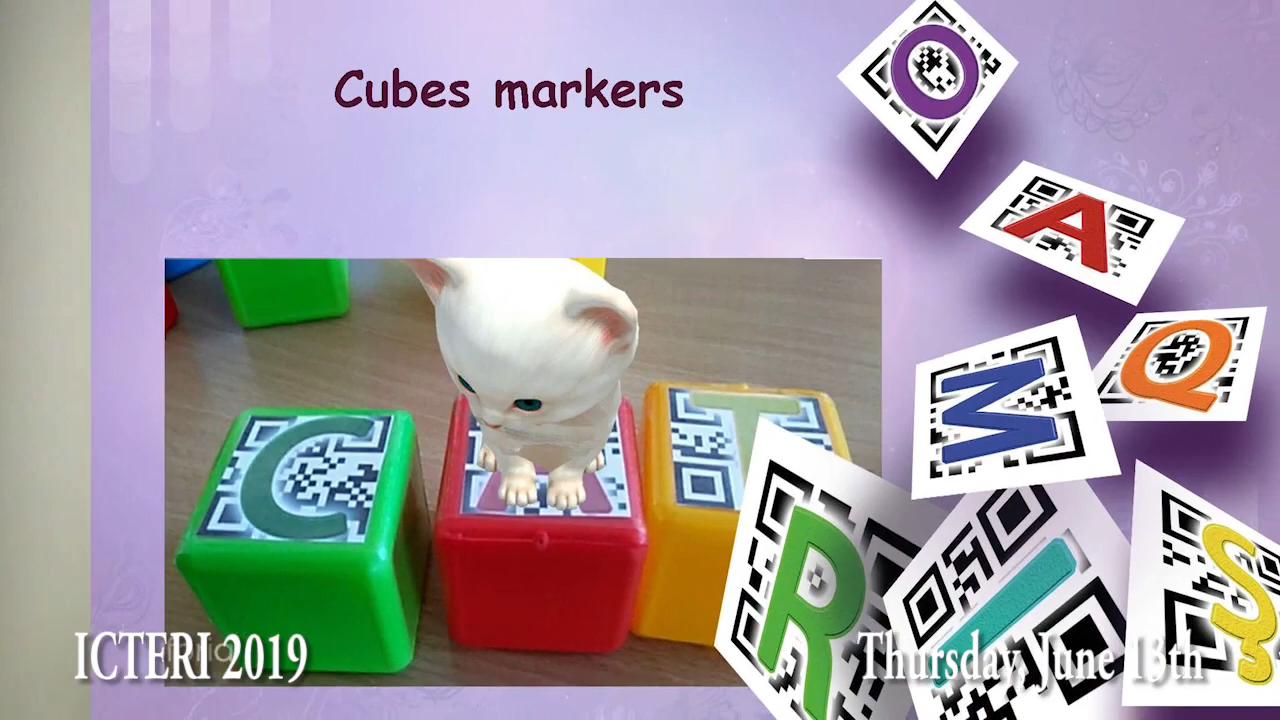 Cubes markers
O
A
Q
M
C
T
R
I
Ş
ICTERI 2019
Thursday, June 13th